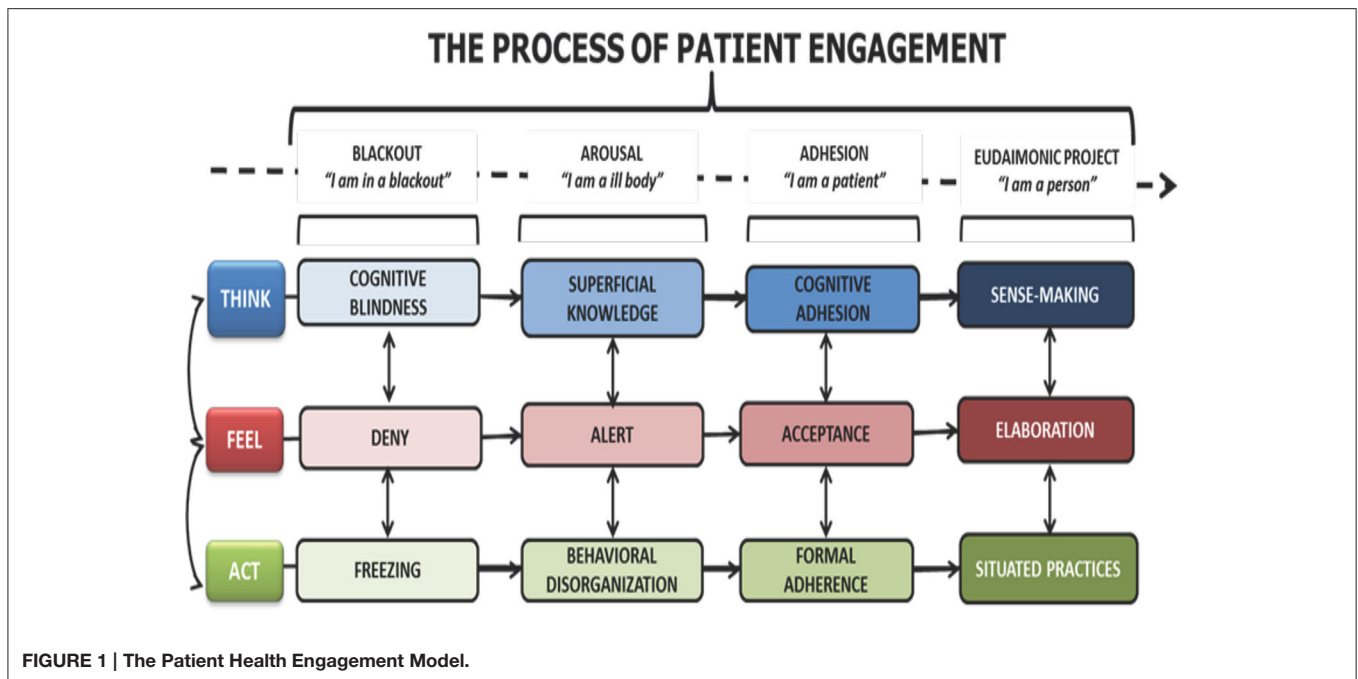 THE PROCESS OF PATIENT ENGAGEMENT
BLACKOUT
"I am in a blackout"
AROUSAL
"I am a ill body"
ADHESION
"I am a patient"
EUDAIMONIC PROJECT
"I am a person"
THINK
COGNITIVE
BLINDNESS
SUPERFICIAL
KNOWLEDGE
COGNITIVE
ADHESION
SENSE-MAKING
FEEL
DENY
ALERT
ACCEPTANCE
ELABORATION
ACT
FREEZING
BEHAVIORAL
DISORGANIZATION
FORMAL
ADHERENCE
SITUATED PRACTICES
FIGURE 1 | The Patient Health Engagement Model.